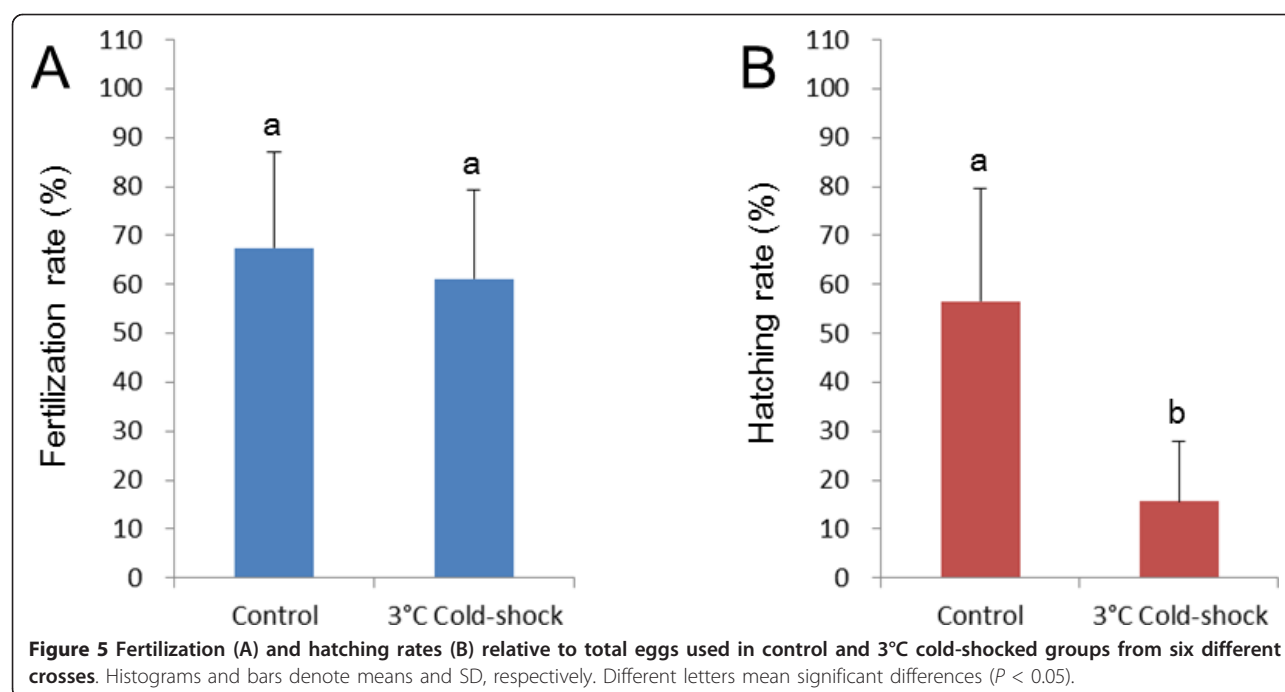 A
Fertilization rate (%)
110
100
90
80
70
60
50
40
30
20
10
0
a
a
Control
3°C Cold-shock
B
Hatching rate (%)
110
100
90
80
70
60
50
40
30
20
10
0
a
b
Control
3°C Cold-shock
Figure 5 Fertilization (A) and hatching rates (B) relative to total eggs used in control and 3°C cold-shocked groups from six different
crosses. Histograms and bars denote means and SD, respectively. Different letters mean significant differences (P < 0.05).